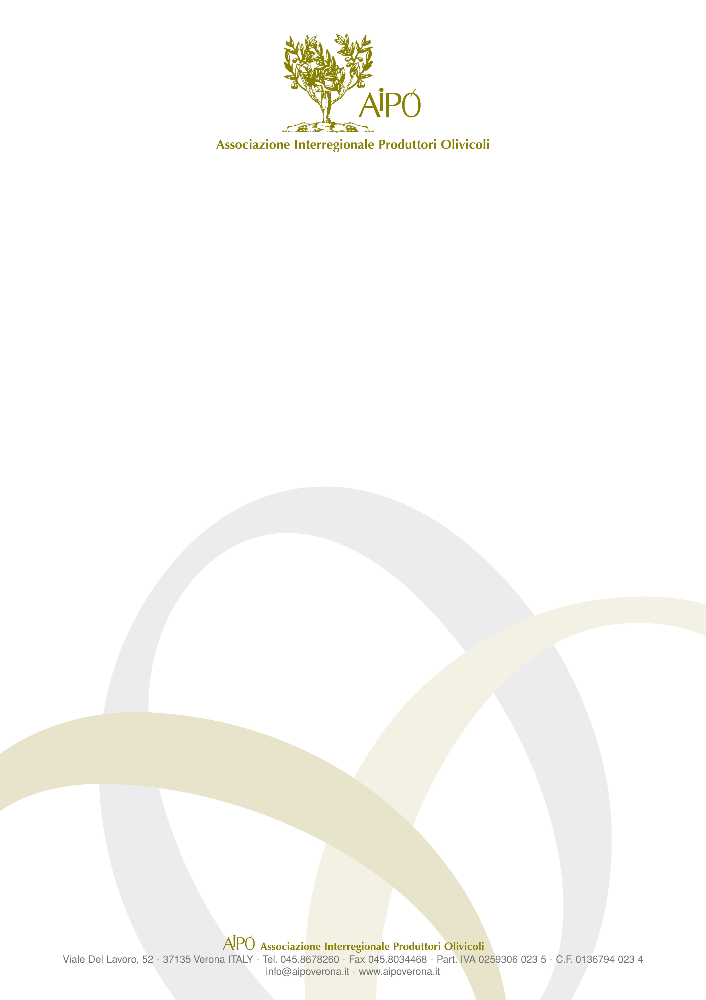 AIPO
Associazione Interregionale Produttori Olivicoli
AIPO Associazione Interregionale Produttori Olivicoli
Viale Del Lavoro, 52 - 37135 Verona ITALY - Tel. 045.8678260 - Fax 045.8034468 - Part. IVA 0259306 023 5 - C.F. 0136794 023 4
info@aipoverona.it - www.aipoverona.it